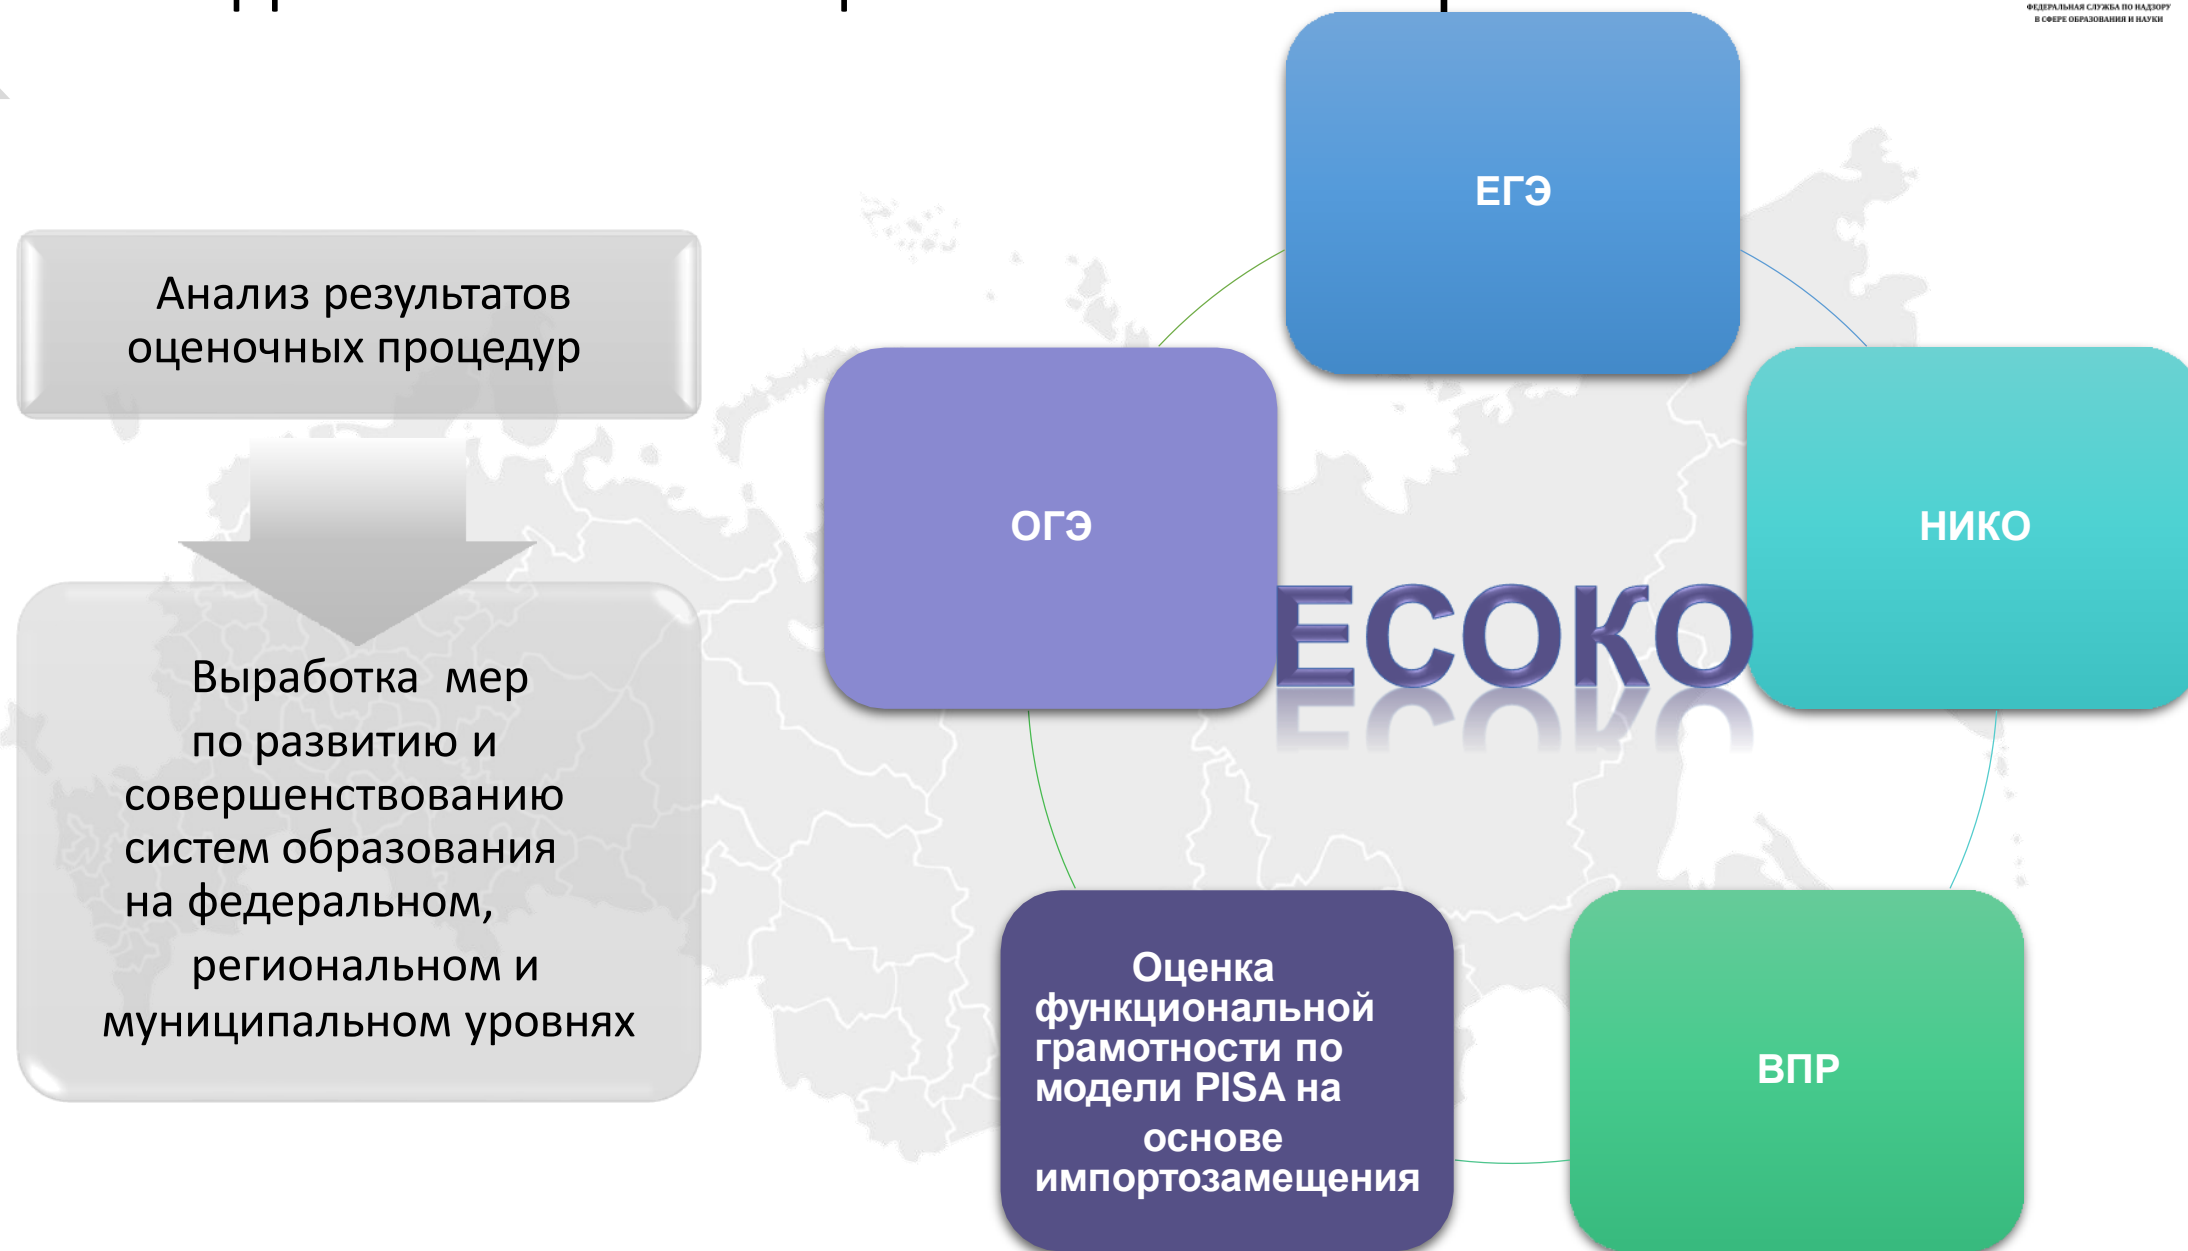 ФЕДЕРАЛЬНАЯ СЛУЖБА ПО НАДЗОРУ
В СФЕРЕ ОБРАЗОВАНИЯ И НАУКИ
Анализ результатов
оценочных процедур
Выработка мер
по развитию и
совершенствованию
систем образования
на федеральном,
региональном и
муниципальном уровнях
ЕГЭ
ОГЭ
НИКО
ЕСОКО
Оценка
функциональной
грамотности по
модели PISA на
основе
импортозамещения
ВПР